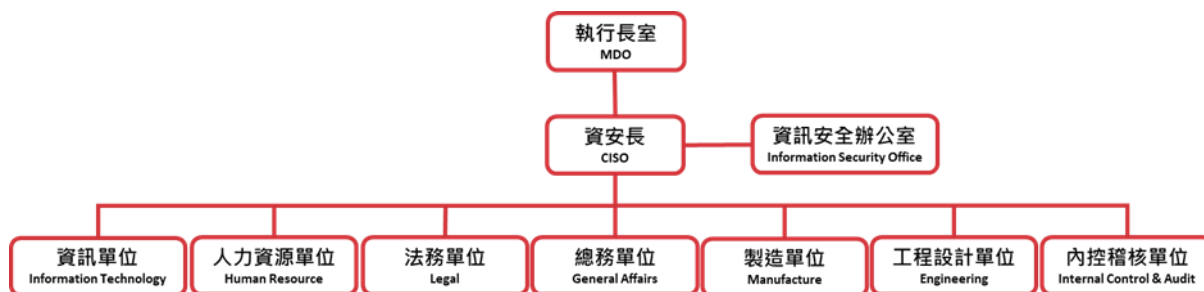 執行長室
MDO
資安長
CISO
資訊安全辦公室
Information Security Office
資訊單位
Information Technology
人力資源單位
Human Resource
法務單位
Legal
總務單位
General Affairs
製造單位
Manufacture
工程設計單位
Engineering
內控稽核單位
Internal Control & Audit